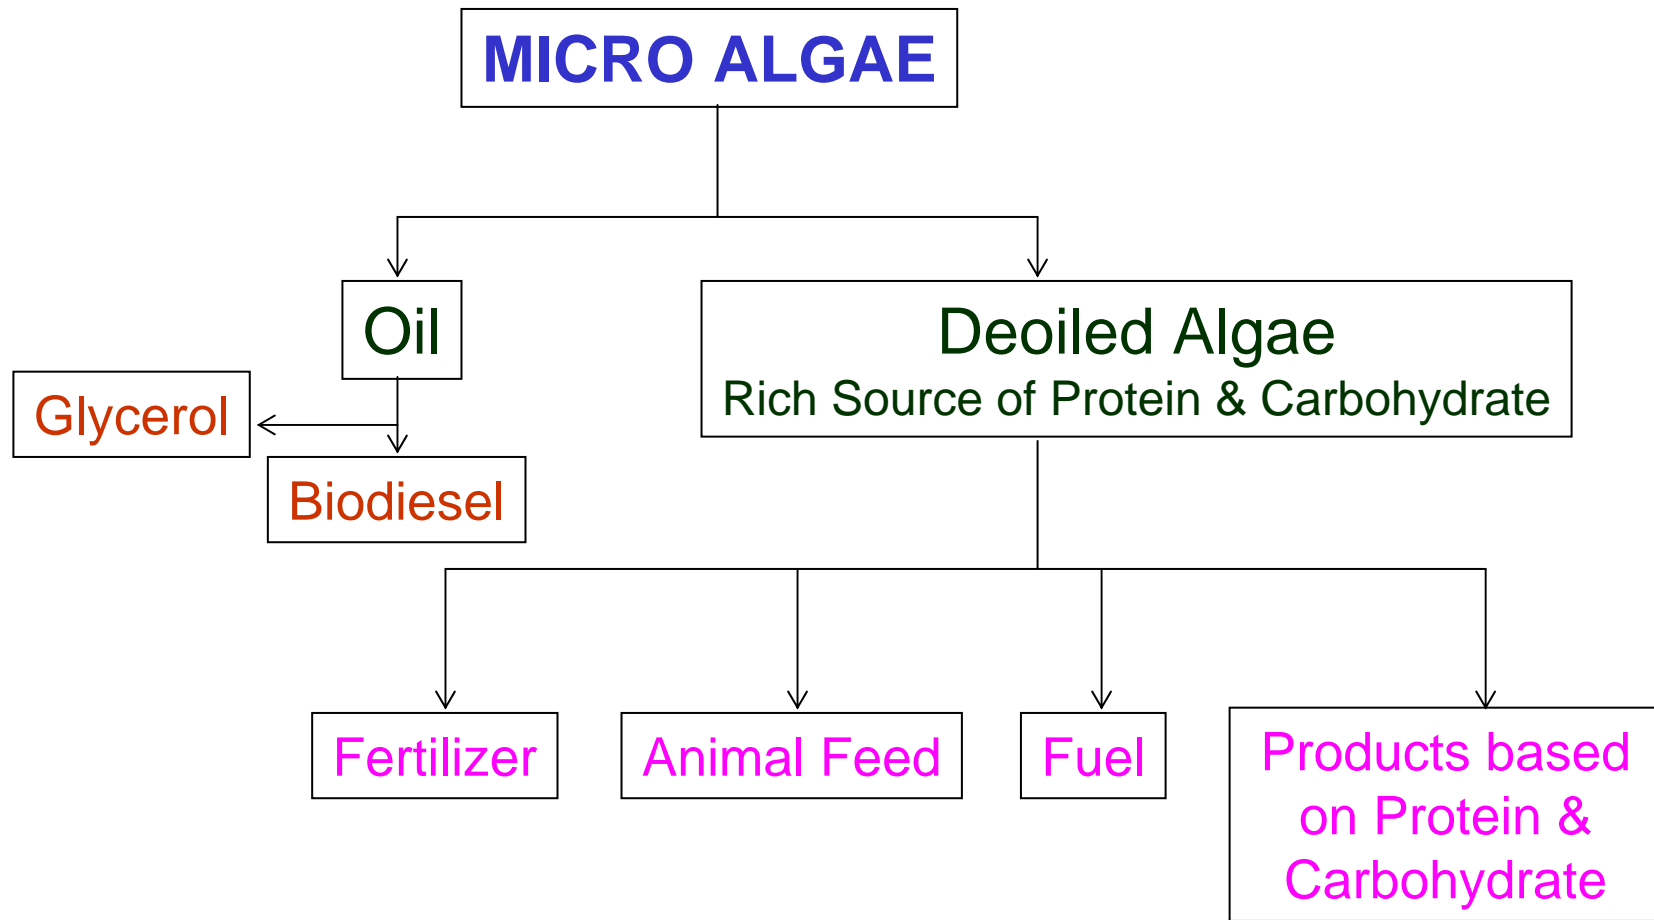 MICRO ALGAE
Oil
Deoiled Algae
Rich Source of Protein & Carbohydrate
Glycerol
Biodiesel
Fertilizer
Animal Feed
Fuel
Products based
on Protein &
Carbohydrate